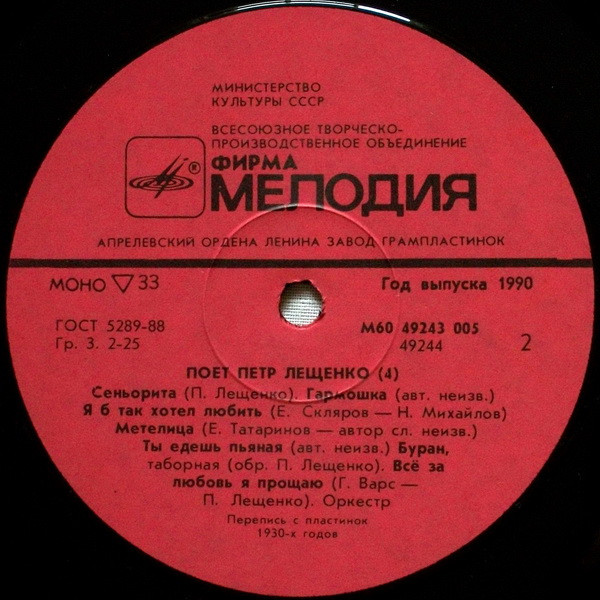 МИНИСТЕРСТВО
КУЛЬТУРЫ СССР
ВСЕСОЮЗНОЕ ТВОРЧЕСКО-
ПРОИЗВОДСТВЕННОЕ ОБЪЕДИНЕНИЕ
®
ФИРМА
МЕЛОДИЯ
АПРЕЛЕВСКИЙ ОРДЕНА ЛЕНИНА ЗАВОД ГРАМПЛАСТИНОК
МОНО ▽ 33 Год выпуска 1990
ГОСТ 5289-88 М60 49243 005
Гр. 3. 2-25 49244 2
ПОЕТ ПЕТР ЛЕЩЕНКО (4)
Сеньорита (П. Лещенко). Гармошка (авт. неизв.)
Я б так хотел любить (Е. Скляров — Н. Михайлов)
Метелица (Е. Татаринов — автор сл. неизв.)
Ты едешь пьяная (авт. неизв.) Буран,
таборная (обр. П. Лещенко). Всё за
любовь я прощаю (Г. Варс —
П. Лещенко). Оркестр
Перепись с пластинок
1930-х годов